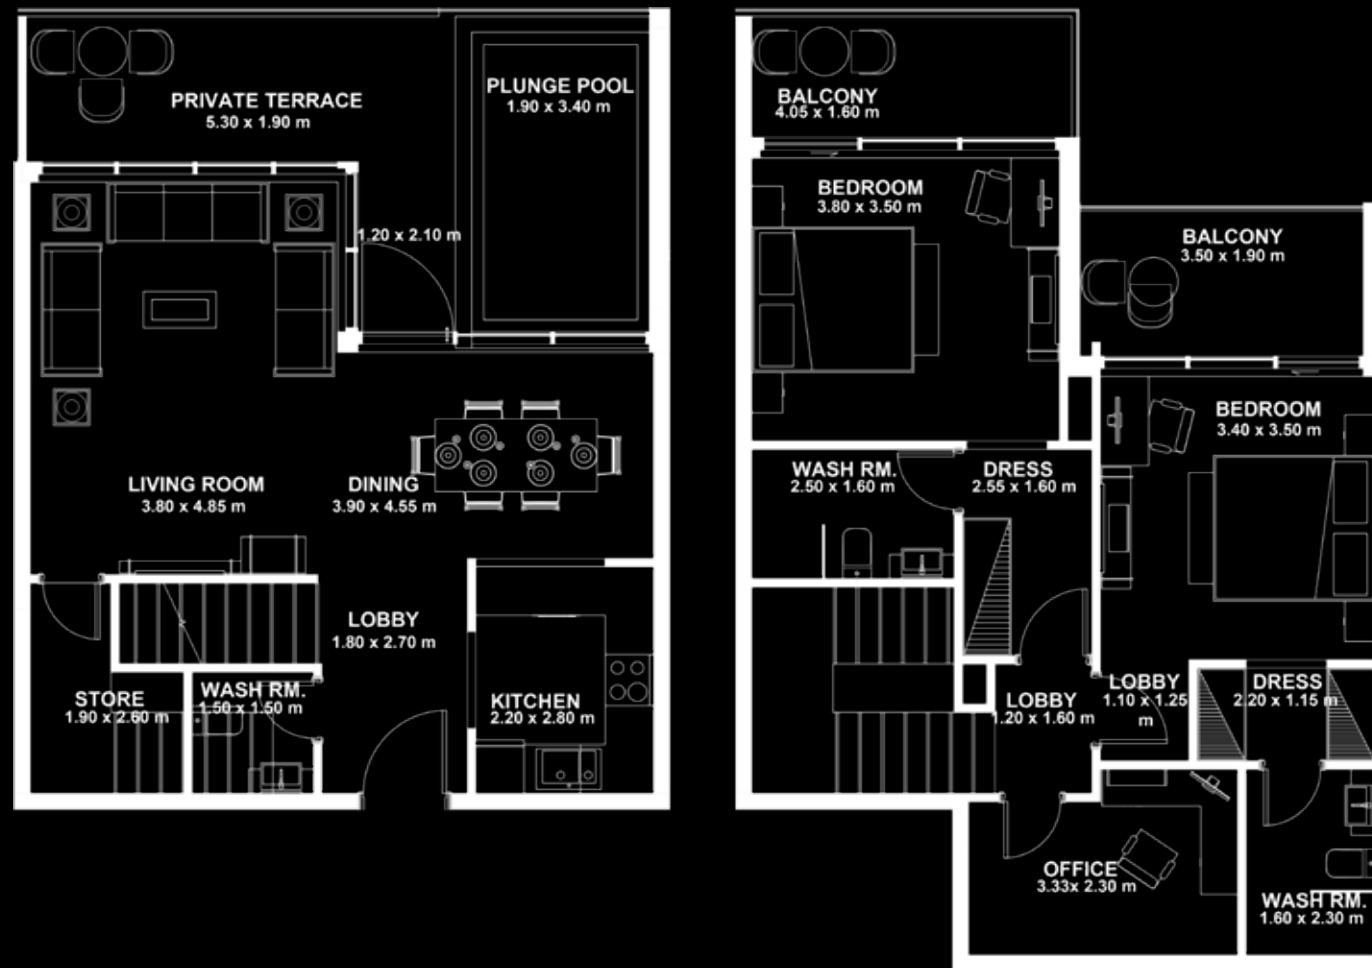 PRIVATE TERRACE
5.30 x 1.90 m
PLUNGE POOL
1.90 x 3.40 m
1.20 x 2.10 m
LIVING ROOM
3.80 x 4.85 m
DINING
3.90 x 4.55 m
LOBBY
1.80 x 2.70 m
STORE
1.90 x 2.60 m
WASH RM.
1.50 x 1.50 m
KITCHEN
2.20 x 2.80 m
BALCONY
4.05 x 1.60 m
BEDROOM
3.80 x 3.50 m
BALCONY
3.50 x 1.90 m
BEDROOM
3.40 x 3.50 m
WASH RM.
2.50 x 1.60 m
DRESS
2.55 x 1.60 m
LOBBY
1.20 x 1.60 m
LOBBY
1.10 x 1.25
m
DRESS
2.20 x 1.15 m
OFFICE
3.33x 2.30 m
WASH RM.
1.60 x 2.30 m